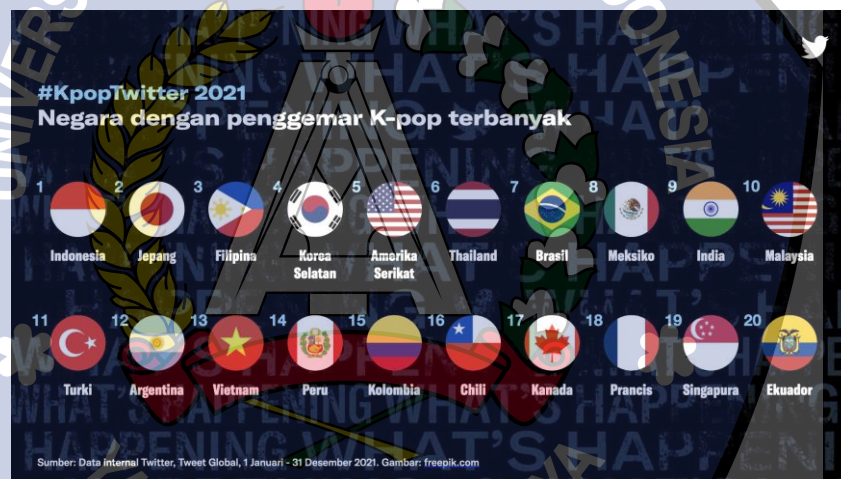 #KpopTwitter 2021
Negara dengan penggemar K-pop terbanyak
1 2 3 4 5 6 7 8 9 10
Indonesia Jepang Filipina Korea Selatan Amerika Serikat Thailand Brasil Meksiko India Malaysia
11 12 13 14 15 16 17 18 19 20
Turki Argentina Vietnam Peru Kolombia Chili Kanada Prancis Singapura Ekuador
Sumber: Data internal Twitter, Tweet Global, 1 Januari - 31 Desember 2021. Gambar: freepik.com